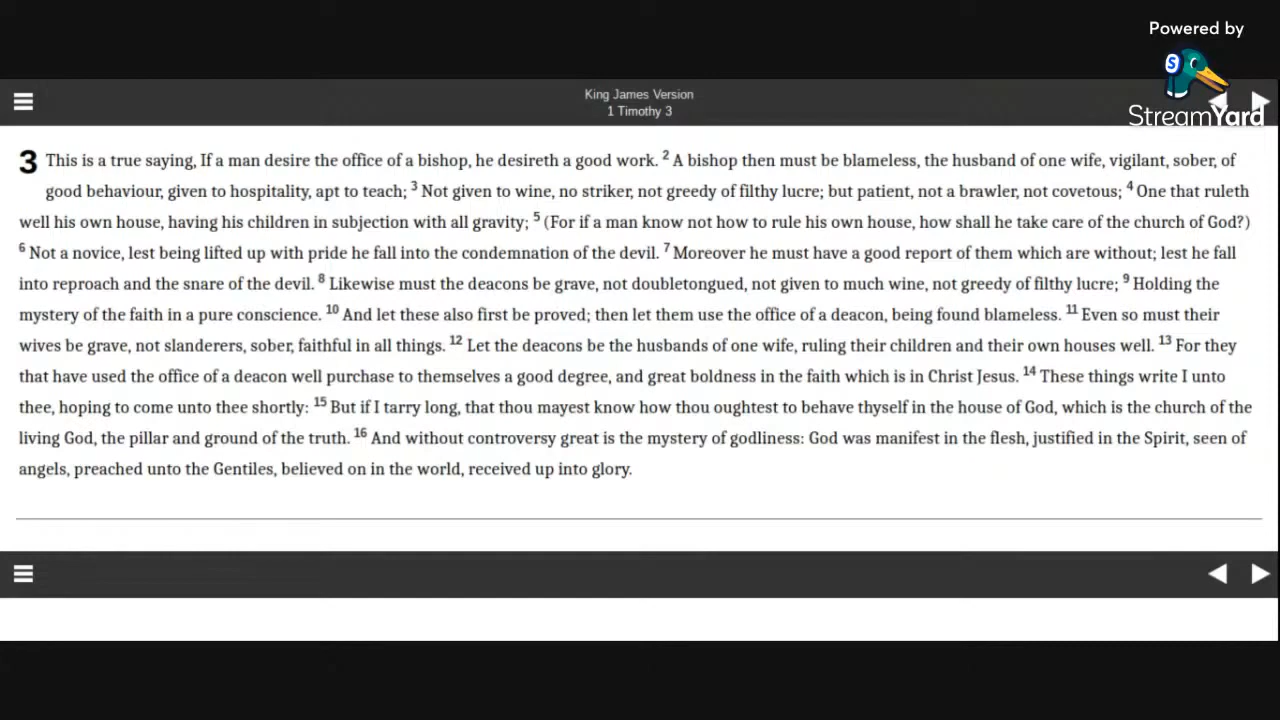 Powered by
S
StreamYard
King James Version
1 Timothy 3
3 This is a true saying, If a man desire the office of a bishop, he desireth a good work. 2 A bishop then must be blameless, the husband of one wife, vigilant, sober, of
good behaviour, given to hospitality, apt to teach; 3 Not given to wine, no striker, not greedy of filthy lucre; but patient, not a brawler, not covetous; 4 One that ruleth
well his own house, having his children in subjection with all gravity; 5 (For if a man know not how to rule his own house, how shall he take care of the church of God?)
6 Not a novice, lest being lifted up with pride he fall into the condemnation of the devil. 7 Moreover he must have a good report of them which are without; lest he fall
into reproach and the snare of the devil. 8 Likewise must the deacons be grave, not doubletongued, not given to much wine, not greedy of filthy lucre; 9 Holding the
mystery of the faith in a pure conscience. 10 And let these also first be proved; then let them use the office of a deacon, being found blameless. 11 Even so must their
wives be grave, not slanderers, sober, faithful in all things. 12 Let the deacons be the husbands of one wife, ruling their children and their own houses well. 13 For they
that have used the office of a deacon well purchase to themselves a good degree, and great boldness in the faith which is in Christ Jesus. 14 These things write I unto
thee, hoping to come unto thee shortly: 15 But if I tarry long, that thou mayest know how thou oughtest to behave thyself in the house of God, which is the church of the
living God, the pillar and ground of the truth. 16 And without controversy great is the mystery of godliness: God was manifest in the flesh, justified in the Spirit, seen of
angels, preached unto the Gentiles, believed on in the world, received up into glory.